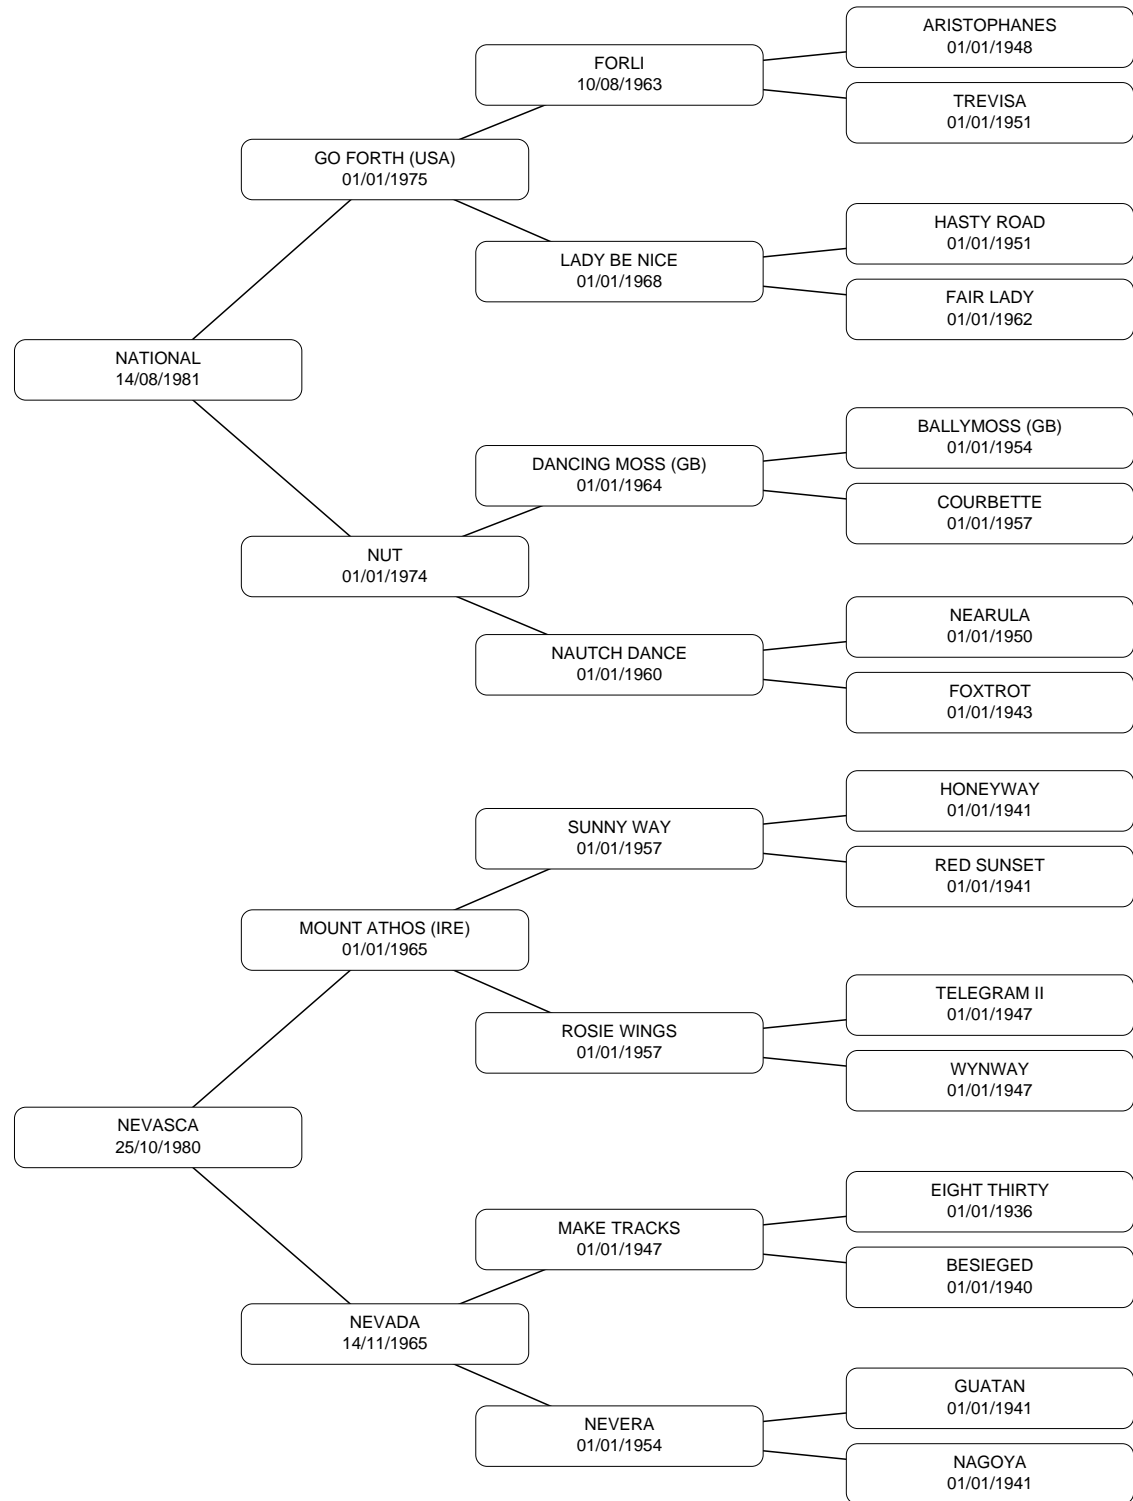 ARISTOPHANES
01/01/1948
FORLI
10/08/1963
TREVISA
01/01/1951
GO FORTH (USA)
01/01/1975
HASTY ROAD
01/01/1951
LADY BE NICE
01/01/1968
FAIR LADY
01/01/1962
NATIONAL
14/08/1981
BALLYMOSS (GB)
01/01/1954
DANCING MOSS (GB)
01/01/1964
COURBETTE
01/01/1957
NUT
01/01/1974
NEARULA
01/01/1950
NAUTCH DANCE
01/01/1960
FOXTROT
01/01/1943
HONEYWAY
01/01/1941
SUNNY WAY
01/01/1957
RED SUNSET
01/01/1941
MOUNT ATHOS (IRE)
01/01/1965
TELEGRAM II
01/01/1947
ROSIE WINGS
01/01/1957
WYNWAY
01/01/1947
NEVASCA
25/10/1980
EIGHT THIRTY
01/01/1936
MAKE TRACKS
01/01/1947
BESIEGED
01/01/1940
NEVADA
14/11/1965
GUATAN
01/01/1941
NEVERA
01/01/1954
NAGOYA
01/01/1941